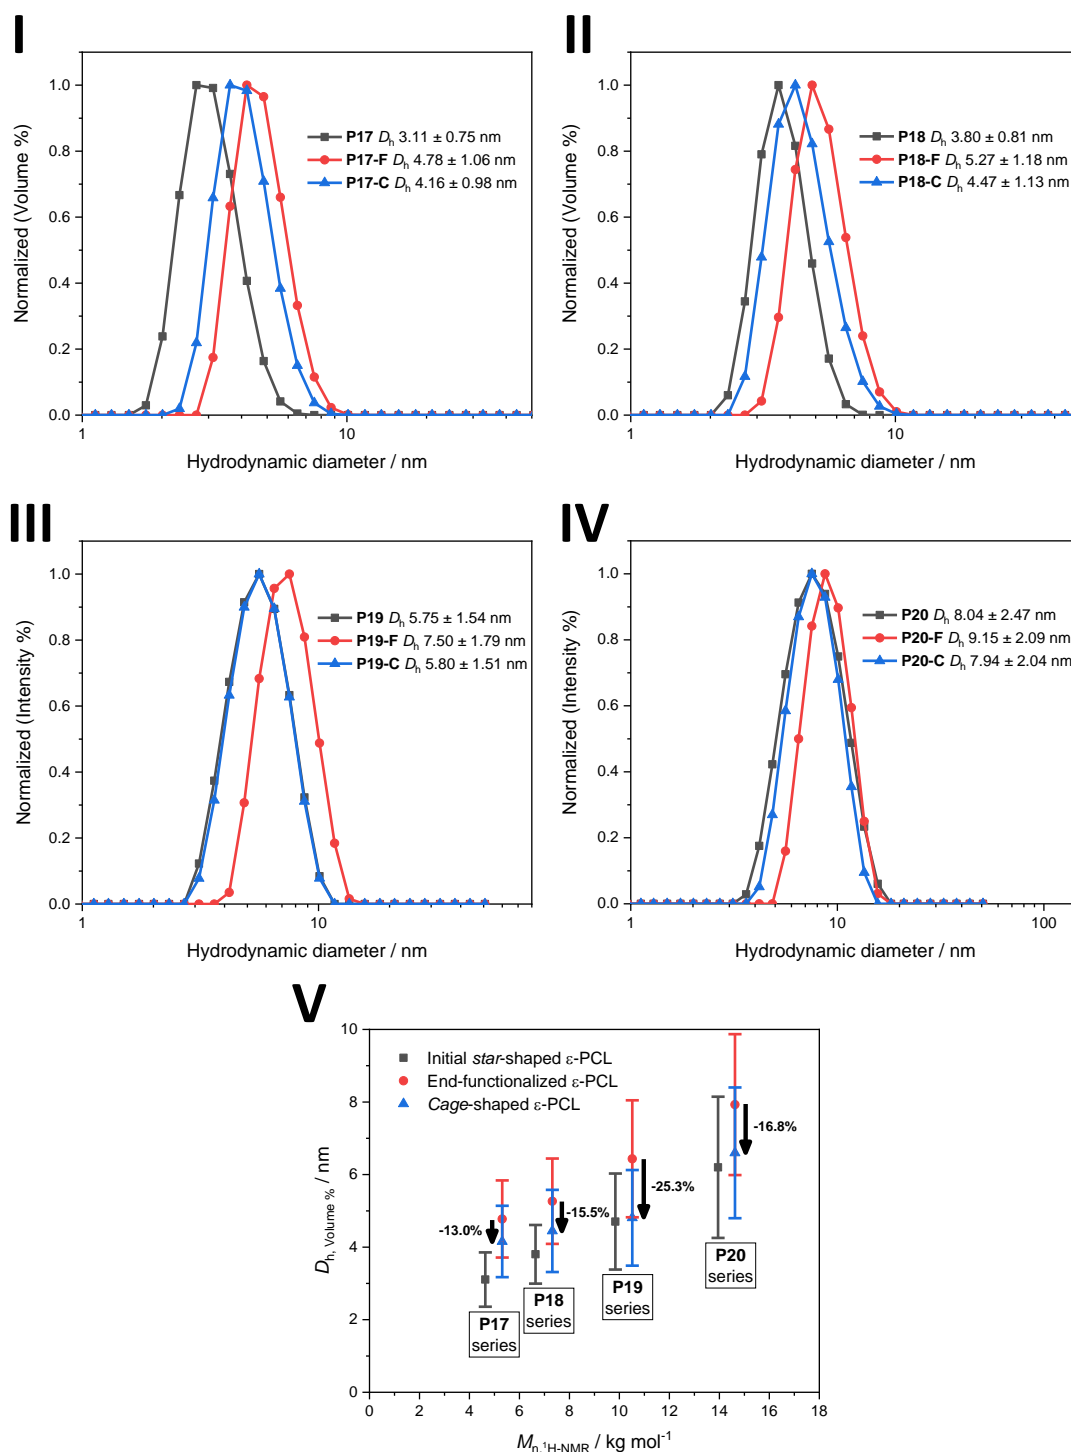 I
Normalized (Volume %)
1.0
0.8
0.6
0.4
0.2
0.0
P17 Dh 3.11 ± 0.75 nm
P17-F Dh 4.78 ± 1.06 nm
P17-C Dh 4.16 ± 0.98 nm
1 10
Hydrodynamic diameter / nm
II
Normalized (Volume %)
1.0
0.8
0.6
0.4
0.2
0.0
P18 Dh 3.80 ± 0.81 nm
P18-F Dh 5.27 ± 1.18 nm
P18-C Dh 4.47 ± 1.13 nm
1 10
Hydrodynamic diameter / nm
III
Normalized (Intensity %)
1.0
0.8
0.6
0.4
0.2
0.0
P19 Dh 5.75 ± 1.54 nm
P19-F Dh 7.50 ± 1.79 nm
P19-C Dh 5.80 ± 1.51 nm
1 10
Hydrodynamic diameter / nm
IV
Normalized (Intensity %)
1.0
0.8
0.6
0.4
0.2
0.0
P20 Dh 8.04 ± 2.47 nm
P20-F Dh 9.15 ± 2.09 nm
P20-C Dh 7.94 ± 2.04 nm
1 10 100
Hydrodynamic diameter / nm
V
Dh, Volume % / nm
10
8
6
4
2
0
Initial star-shaped ε-PCL
End-functionalized ε-PCL
Cage-shaped ε-PCL
-13.0%
-15.5%
-25.3%
-16.8%
P17
series
P18
series
P19
series
P20
series
0 2 4 6 8 10 12 14 16 18
Mn,¹H-NMR / kg mol⁻¹